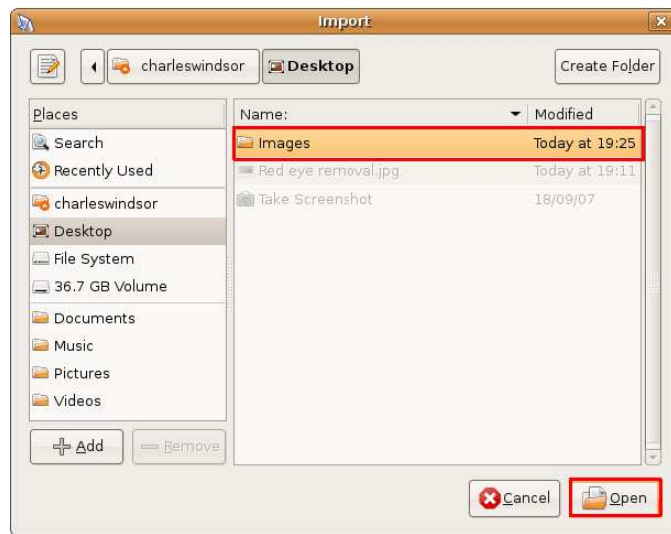 Import
charleswindsor Desktop Create Folder
Places
Search
Recently Used
charleswindsor
Desktop
File System
36.7 GB Volume
Documents
Music
Pictures
Videos
Name: Modified
Images Today at 19:25
Red eye removal.jpg Today at 19:11
Take Screenshot 18/09/07
Add Remove
Cancel Open